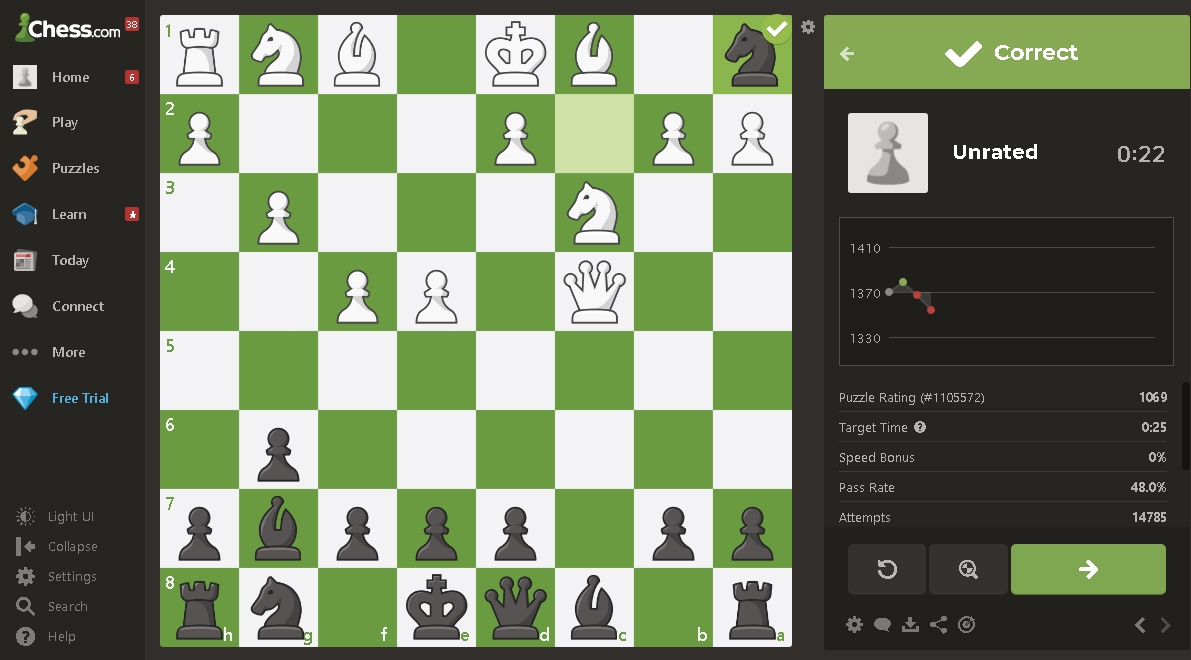 Chess.com 38
Home 6
Play
Puzzles
Learn
Today
Connect
More
Free Trial
Light UI
Collapse
Settings
Search
Help
1
2
3
4
5
6
7
8
h g f e d c b a
Correct
Unrated 0:22
1410
1370
1330
Puzzle Rating (#1105572) 1069
Target Time ? 0:25
Speed Bonus 0%
Pass Rate 48.0%
Attempts 14785